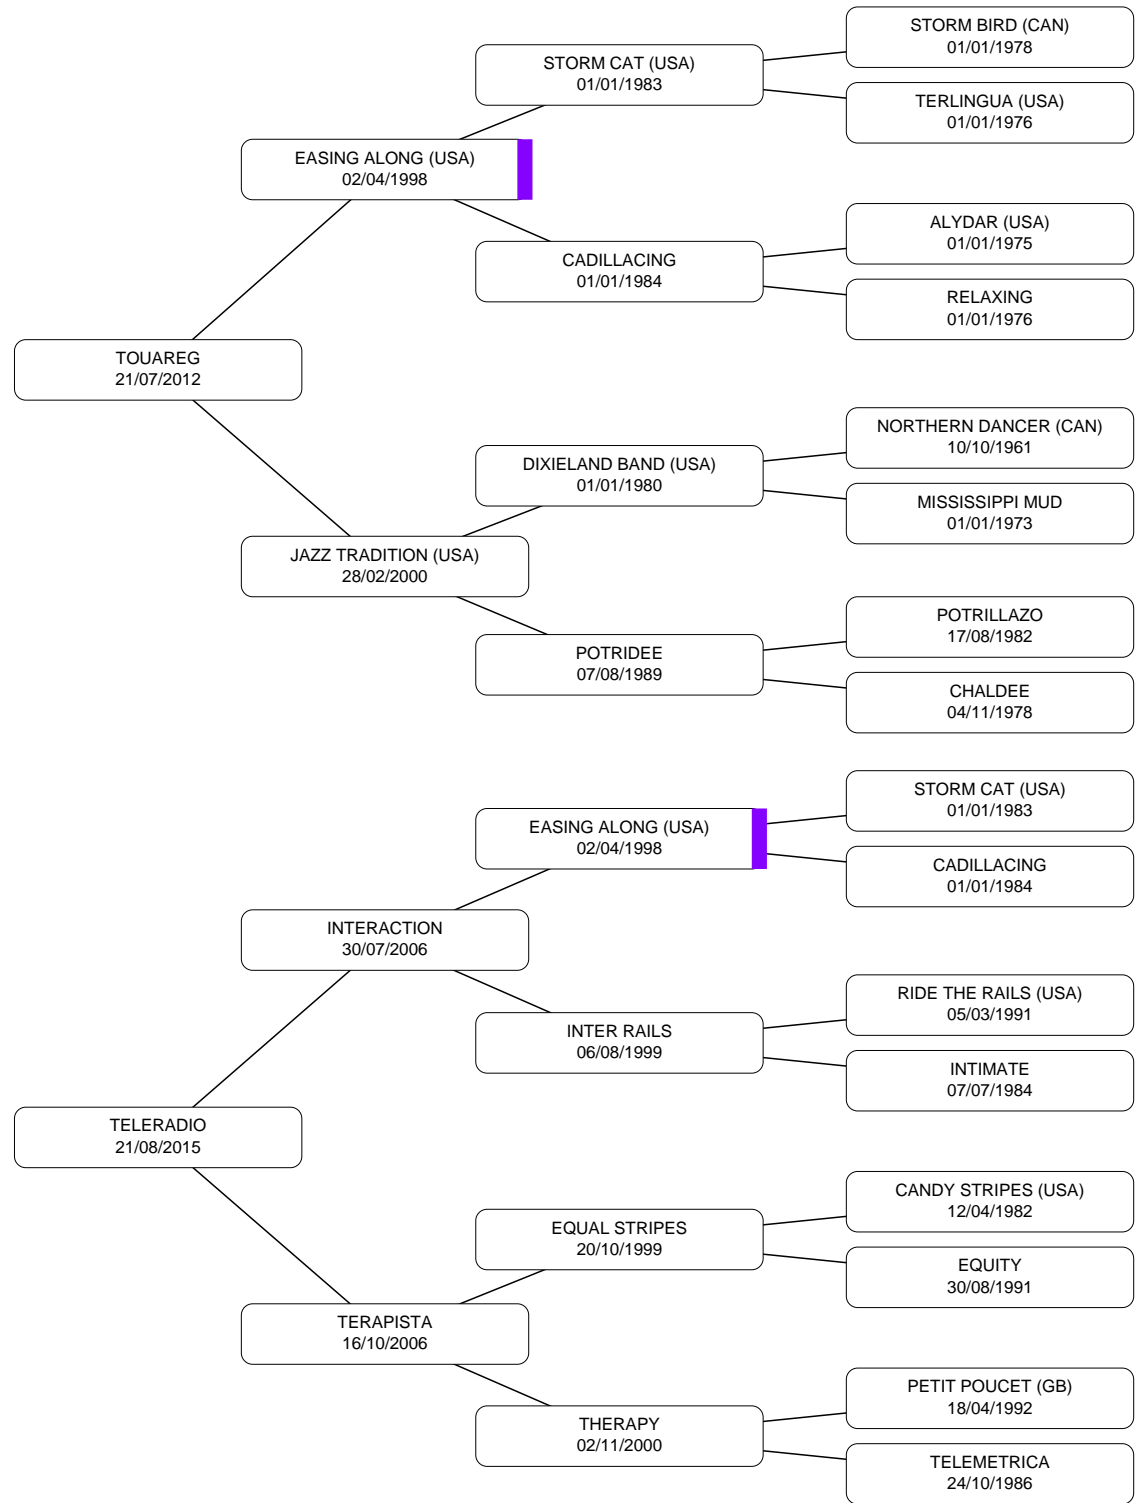 STORM BIRD (CAN)
01/01/1978
STORM CAT (USA)
01/01/1983
TERLINGUA (USA)
01/01/1976
EASING ALONG (USA)
02/04/1998
ALYDAR (USA)
01/01/1975
CADILLACING
01/01/1984
RELAXING
01/01/1976
TOUAREG
21/07/2012
NORTHERN DANCER (CAN)
10/10/1961
DIXIELAND BAND (USA)
01/01/1980
MISSISSIPPI MUD
01/01/1973
JAZZ TRADITION (USA)
28/02/2000
POTRILLAZO
17/08/1982
POTRIDEE
07/08/1989
CHALDEE
04/11/1978
STORM CAT (USA)
01/01/1983
EASING ALONG (USA)
02/04/1998
CADILLACING
01/01/1984
INTERACTION
30/07/2006
RIDE THE RAILS (USA)
05/03/1991
INTER RAILS
06/08/1999
INTIMATE
07/07/1984
TELERADIO
21/08/2015
CANDY STRIPES (USA)
12/04/1982
EQUAL STRIPES
20/10/1999
EQUITY
30/08/1991
TERAPISTA
16/10/2006
PETIT POUCET (GB)
18/04/1992
THERAPY
02/11/2000
TELEMETRICA
24/10/1986